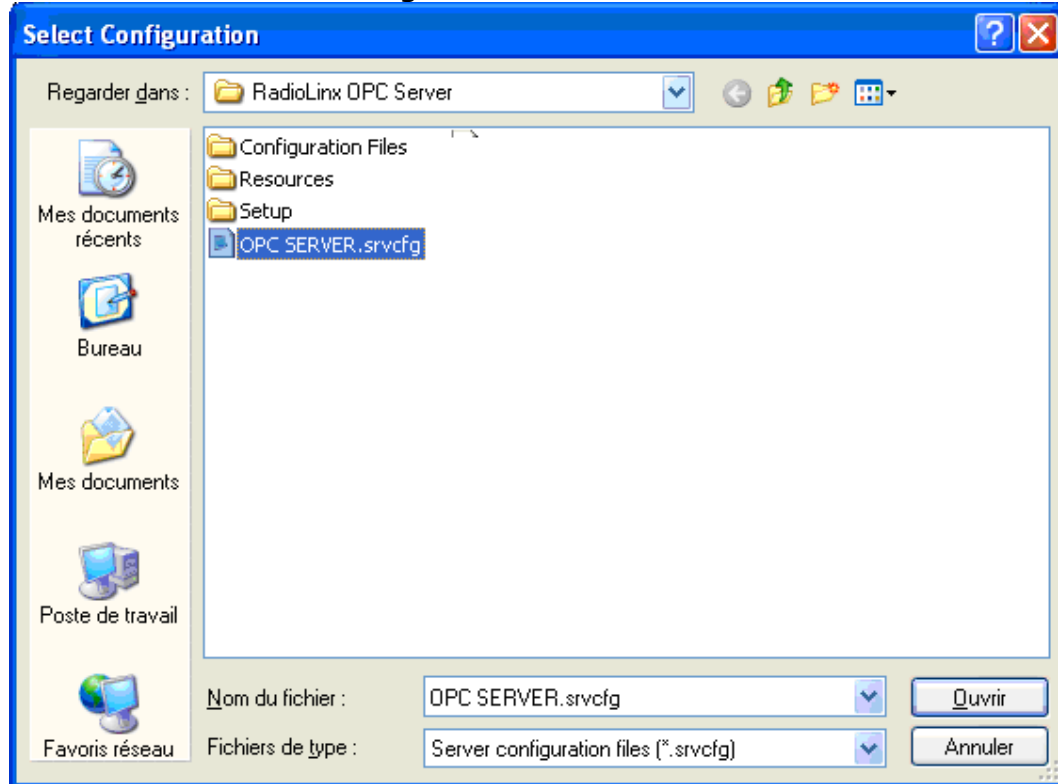 Select Configuration
Regarder dans :
RadioLinx OPC Server
Configuration Files
Resources
Setup
OPC SERVER.srvcfg
Mes documents
récents
Bureau
Mes documents
Poste de travail
Favoris réseau
Nom du fichier :
OPC SERVER.srvcfg
Ouvrir
Fichiers de type :
Server configuration files (*.srvcfg)
Annuler